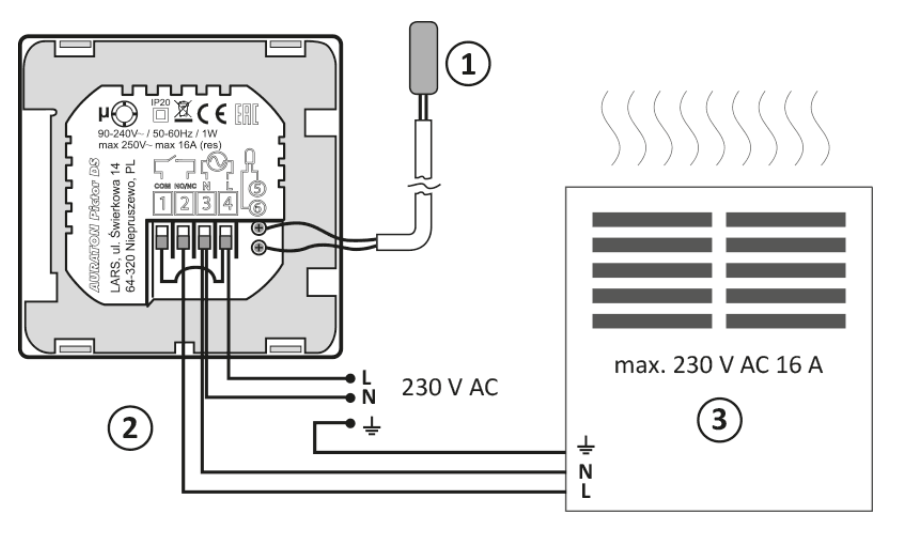 1
µ IP20 CE EAC
90-240V~ / 50-60Hz / 1W
max 250V~ max 16A (res)
COM NO/NC N L
5
6
1 2 3 4
AURATON Pictor DS
LARS, ul. Świerkowa 14
64-320 Niepruszewo, PL
L
N
230 V AC
2
max. 230 V AC 16 A
3
N
L